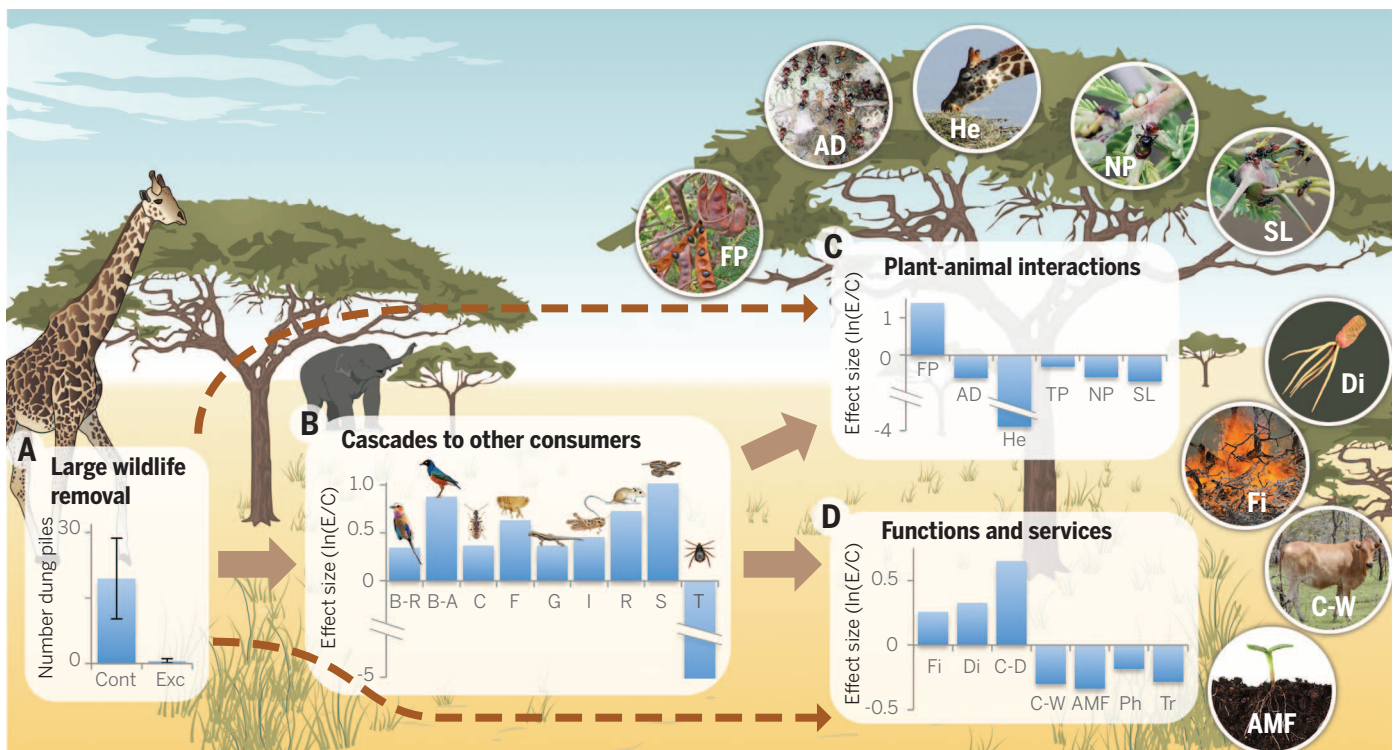 AD
He
NP
SL
FP
Di
Fi
C-W
AMF
A
Large wildlife
removal
Number dung piles
30
0
Cont Exc
B
Cascades to other consumers
Effect size (ln(E/C)
1.0
0.5
0
-5
B-R B-A C F G I R S T
C
Plant-animal interactions
Effect size (ln(E/C)
1
0
-4
FP AD He TP NP SL
D
Functions and services
Effect size (ln(E/C)
0.5
0
-0.5
Fi Di C-D C-W AMF Ph Tr